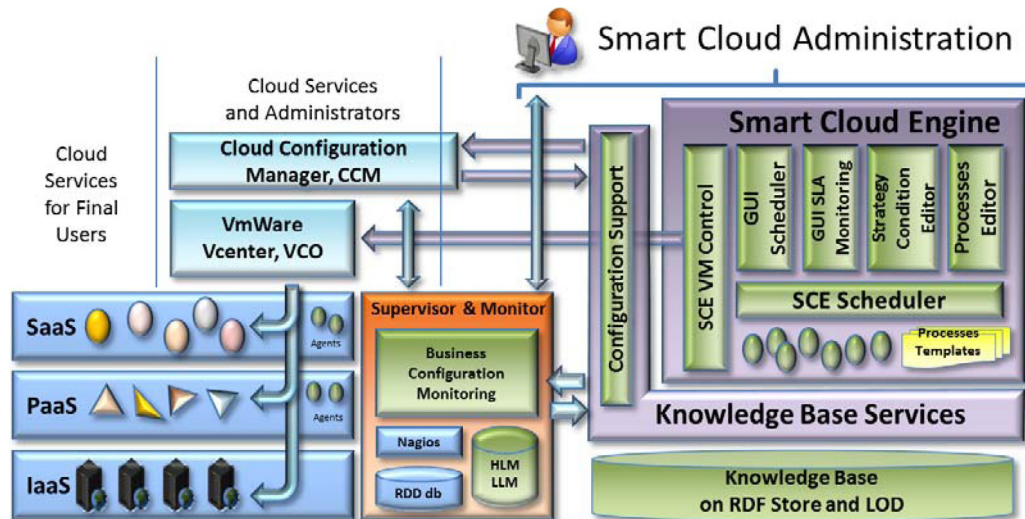 Smart Cloud Administration
Cloud Services
and Administrators
Cloud
Services
for Final
Users
Cloud Configuration
Manager, CCM
VmWare
Vcenter, VCO
Smart Cloud Engine
Configuration Support
SCE VM Control
GUI
Scheduler
GUI SLA
Monitoring
Strategy
Condition
Editor
Processes
Editor
SCE Scheduler
Processes
Templates
SaaS
Agents
PaaS
Agents
IaaS
Supervisor & Monitor
Business
Configuration
Monitoring
Nagios
RDD db
HLM
LLM
Knowledge Base Services
Knowledge Base
on RDF Store and LOD